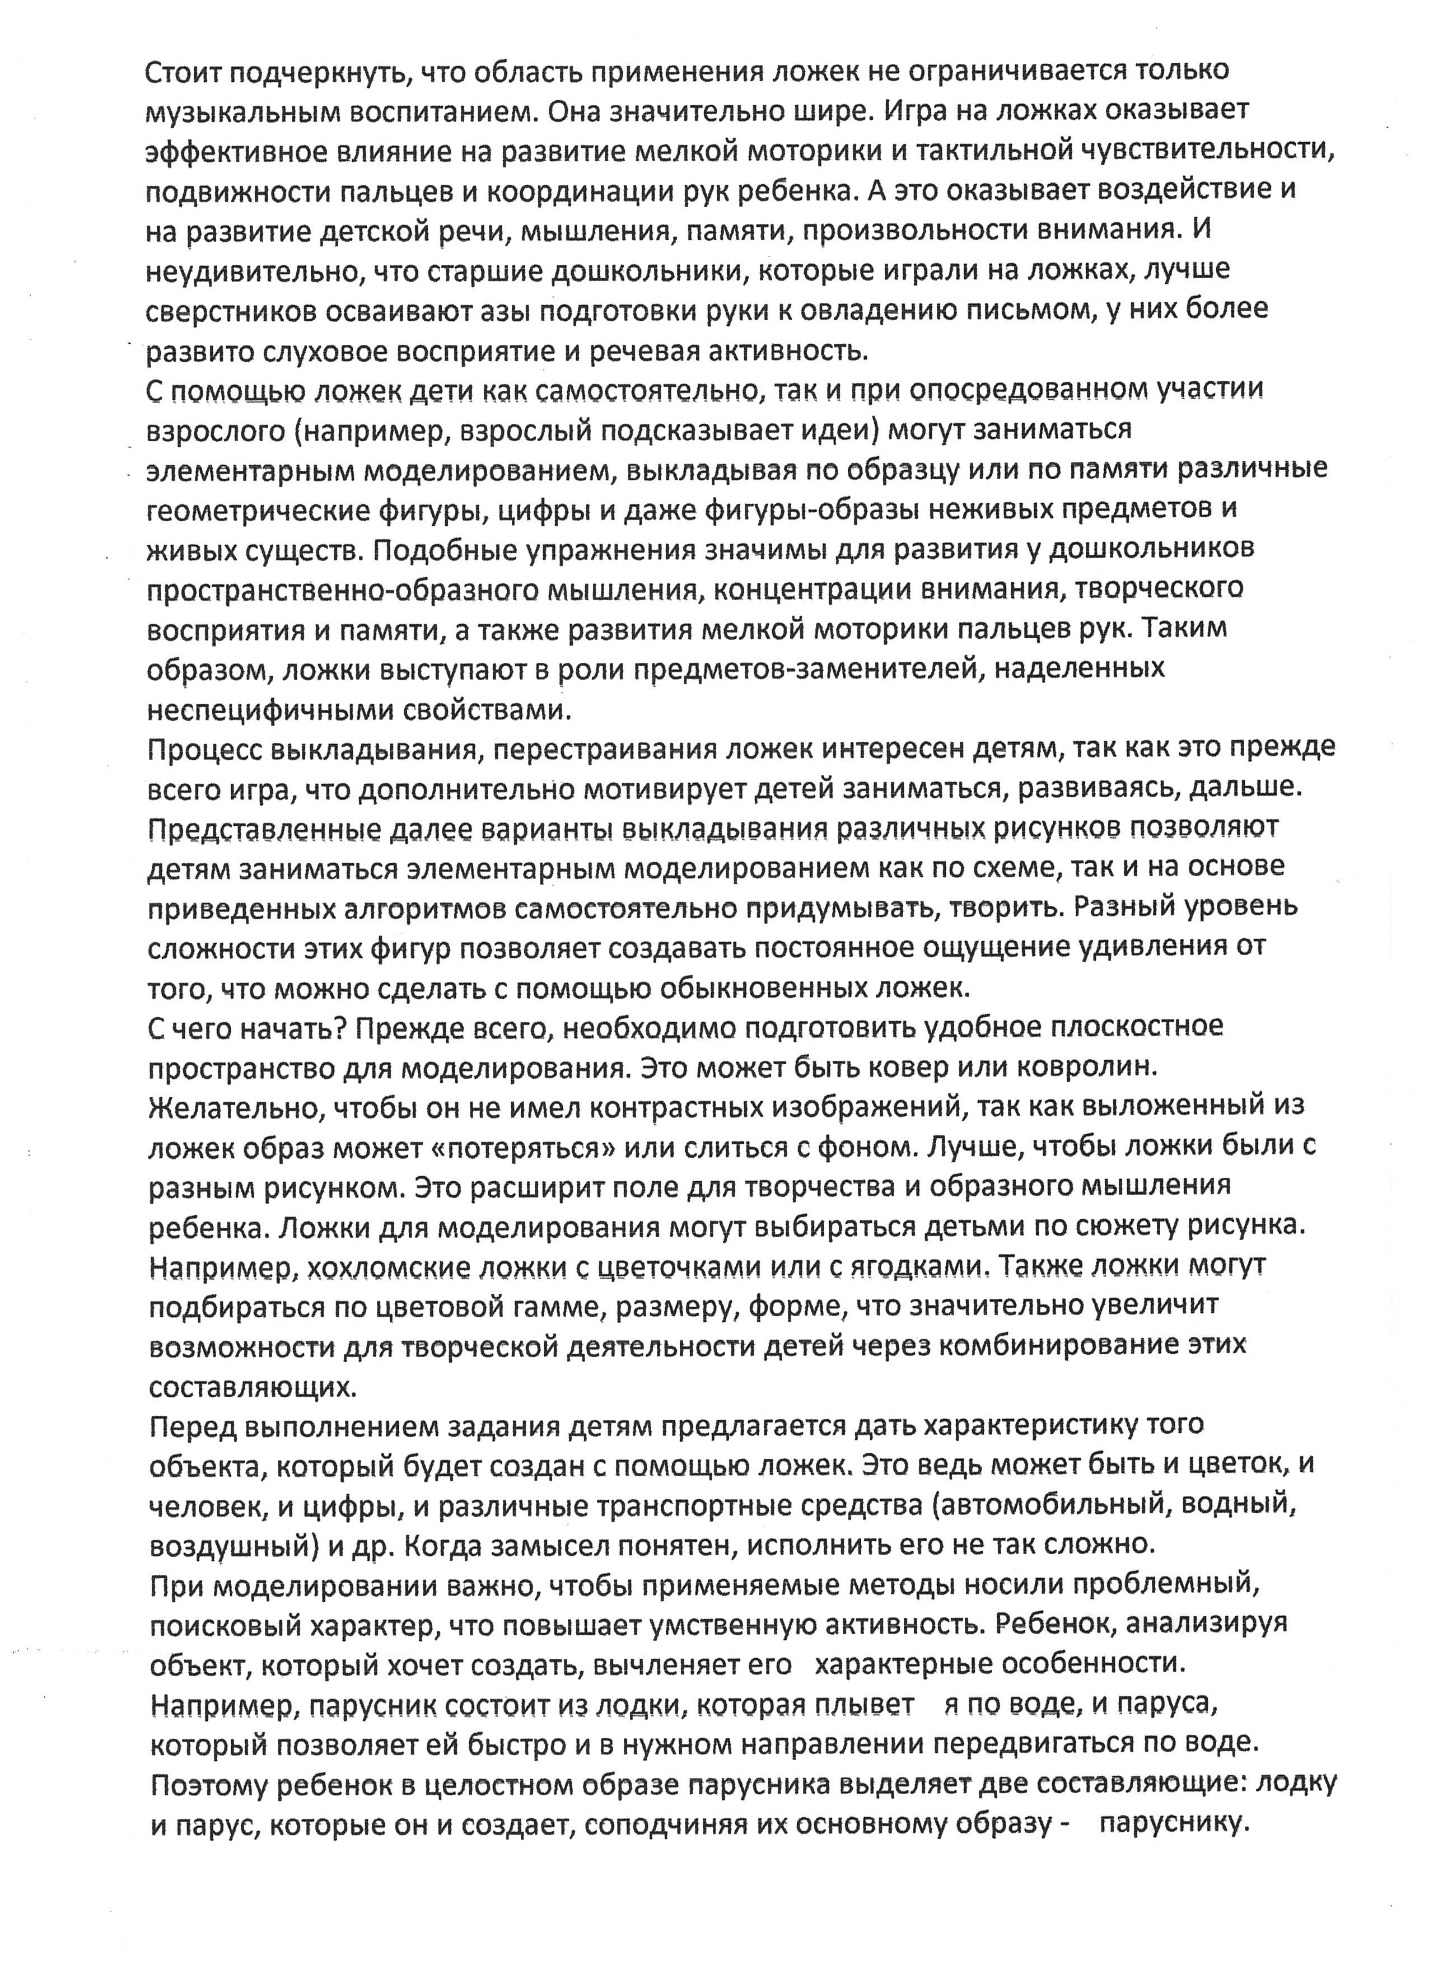 Стоит подчеркнуть, что область применения ложек не ограничивается только
музыкальным воспитанием. Она значительно шире. Игра на ложках оказывает
эффективное влияние на развитие мелкой моторики и тактильной чувствительности,
подвижности пальцев и координации рук ребенка. А это оказывает воздействие и
на развитие детской речи, мышления, памяти, произвольности внимания. И
неудивительно, что старшие дошкольники, которые играли на ложках, лучше
сверстников осваивают азы подготовки руки к овладению письмом, у них более
развито слуховое восприятие и речевая активность.
С помощью ложек дети как самостоятельно, так и при опосредованном участии
взрослого (например, взрослый подсказывает идеи) могут заниматься
элементарным моделированием, выкладывая по образцу или по памяти различные
геометрические фигуры, цифры и даже фигуры-образы неживых предметов и
живых существ. Подобные упражнения значимы для развития у дошкольников
пространственно-образного мышления, концентрации внимания, творческого
восприятия и памяти, а также развития мелкой моторики пальцев рук. Таким
образом, ложки выступают в роли предметов-заменителей, наделенных
неспецифичными свойствами.
Процесс выкладывания, перестраивания ложек интересен детям, так как это прежде
всего игра, что дополнительно мотивирует детей заниматься, развиваясь, дальше.
Представленные далее варианты выкладывания различных рисунков позволяют
детям заниматься элементарным моделированием как по схеме, так и на основе
приведенных алгоритмов самостоятельно придумывать, творить. Разный уровень
сложности этих фигур позволяет создавать постоянное ощущение удивления от
того, что можно сделать с помощью обыкновенных ложек.
С чего начать? Прежде всего, необходимо подготовить удобное плоскостное
пространство для моделирования. Это может быть ковер или ковролин.
Желательно, чтобы он не имел контрастных изображений, так как выложенный из
ложек образ может «потеряться» или слиться с фоном. Лучше, чтобы ложки были с
разным рисунком. Это расширит поле для творчества и образного мышления
ребенка. Ложки для моделирования могут выбираться детьми по сюжету рисунка.
Например, хохломские ложки с цветочками или с ягодками. Также ложки могут
подбираться по цветовой гамме, размеру, форме, что значительно увеличит
возможности для творческой деятельности детей через комбинирование этих
составляющих.
Перед выполнением задания детям предлагается дать характеристику того
объекта, который будет создан с помощью ложек. Это ведь может быть и цветок, и
человек, и цифры, и различные транспортные средства (автомобильный, водный,
воздушный) и др. Когда замысел понятен, исполнить его не так сложно.
При моделировании важно, чтобы применяемые методы носили проблемный,
поисковый характер, что повышает умственную активность. Ребенок, анализируя
объект, который хочет создать, вычленяет его   характерные особенности.
Например, парусник состоит из лодки, которая плывет    я по воде, и паруса,
который позволяет ей быстро и в нужном направлении передвигаться по воде.
Поэтому ребенок в целостном образе парусника выделяет две составляющие: лодку
и парус, которые он и создает, соподчиняя их основному образу -    паруснику.